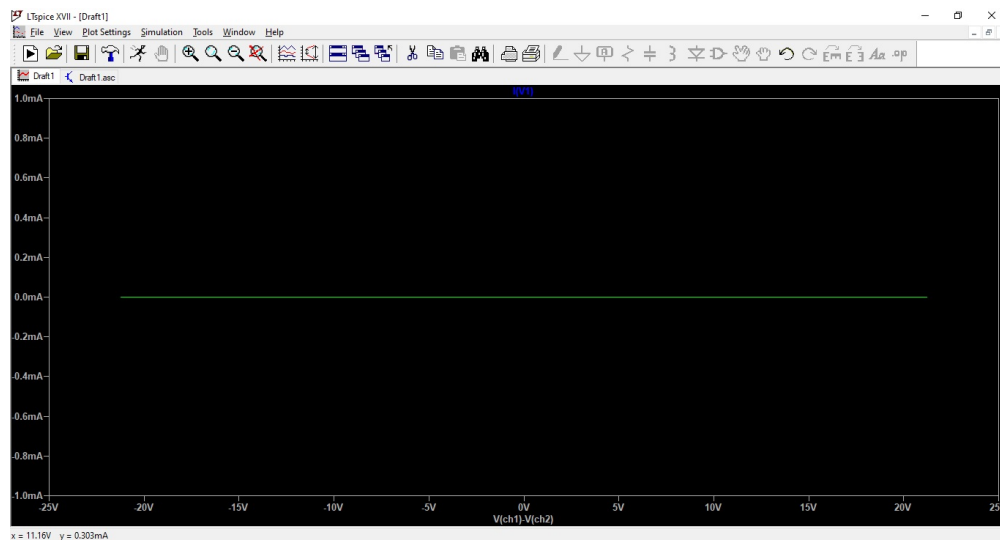 LTspice XVII - [Draft1]
File View Plot Settings Simulation Tools Window Help
Aa .op
Draft1 Draft1.asc
I(V1)
1.0mA
0.8mA
0.6mA
0.4mA
0.2mA
0.0mA
-0.2mA
-0.4mA
-0.6mA
-0.8mA
-1.0mA
-25V -20V -15V -10V -5V 0V 5V 10V 15V 20V 25
V(ch1)-V(ch2)
x = 11.16V y = 0.303mA